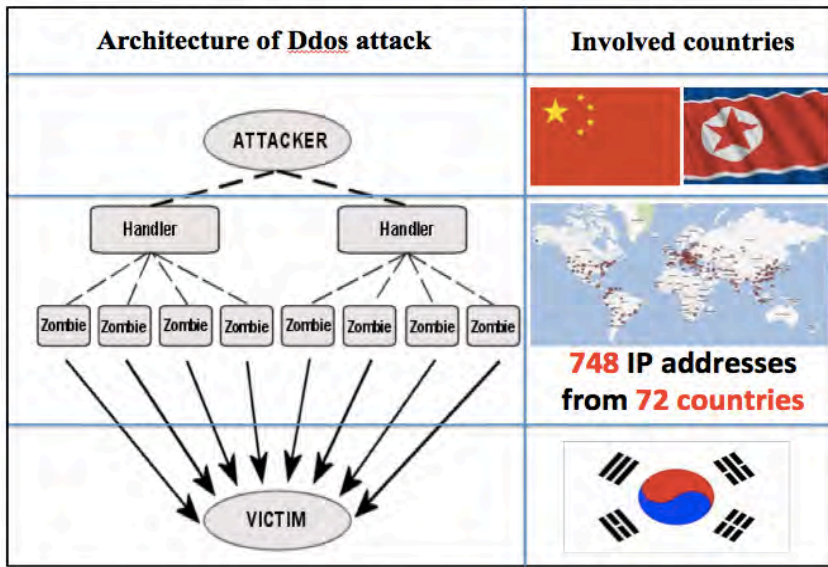 Architecture of Ddos attack
Involved countries
ATTACKER
Handler
Handler
Zombie
Zombie
Zombie
Zombie
Zombie
Zombie
Zombie
Zombie
748 IP addresses
from 72 countries
VICTIM